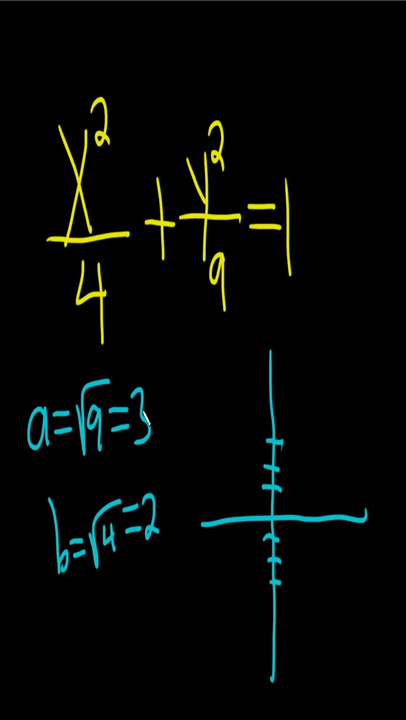 x²/4 + y²/9 = 1
a = √9 = 3
b = √4 = 2